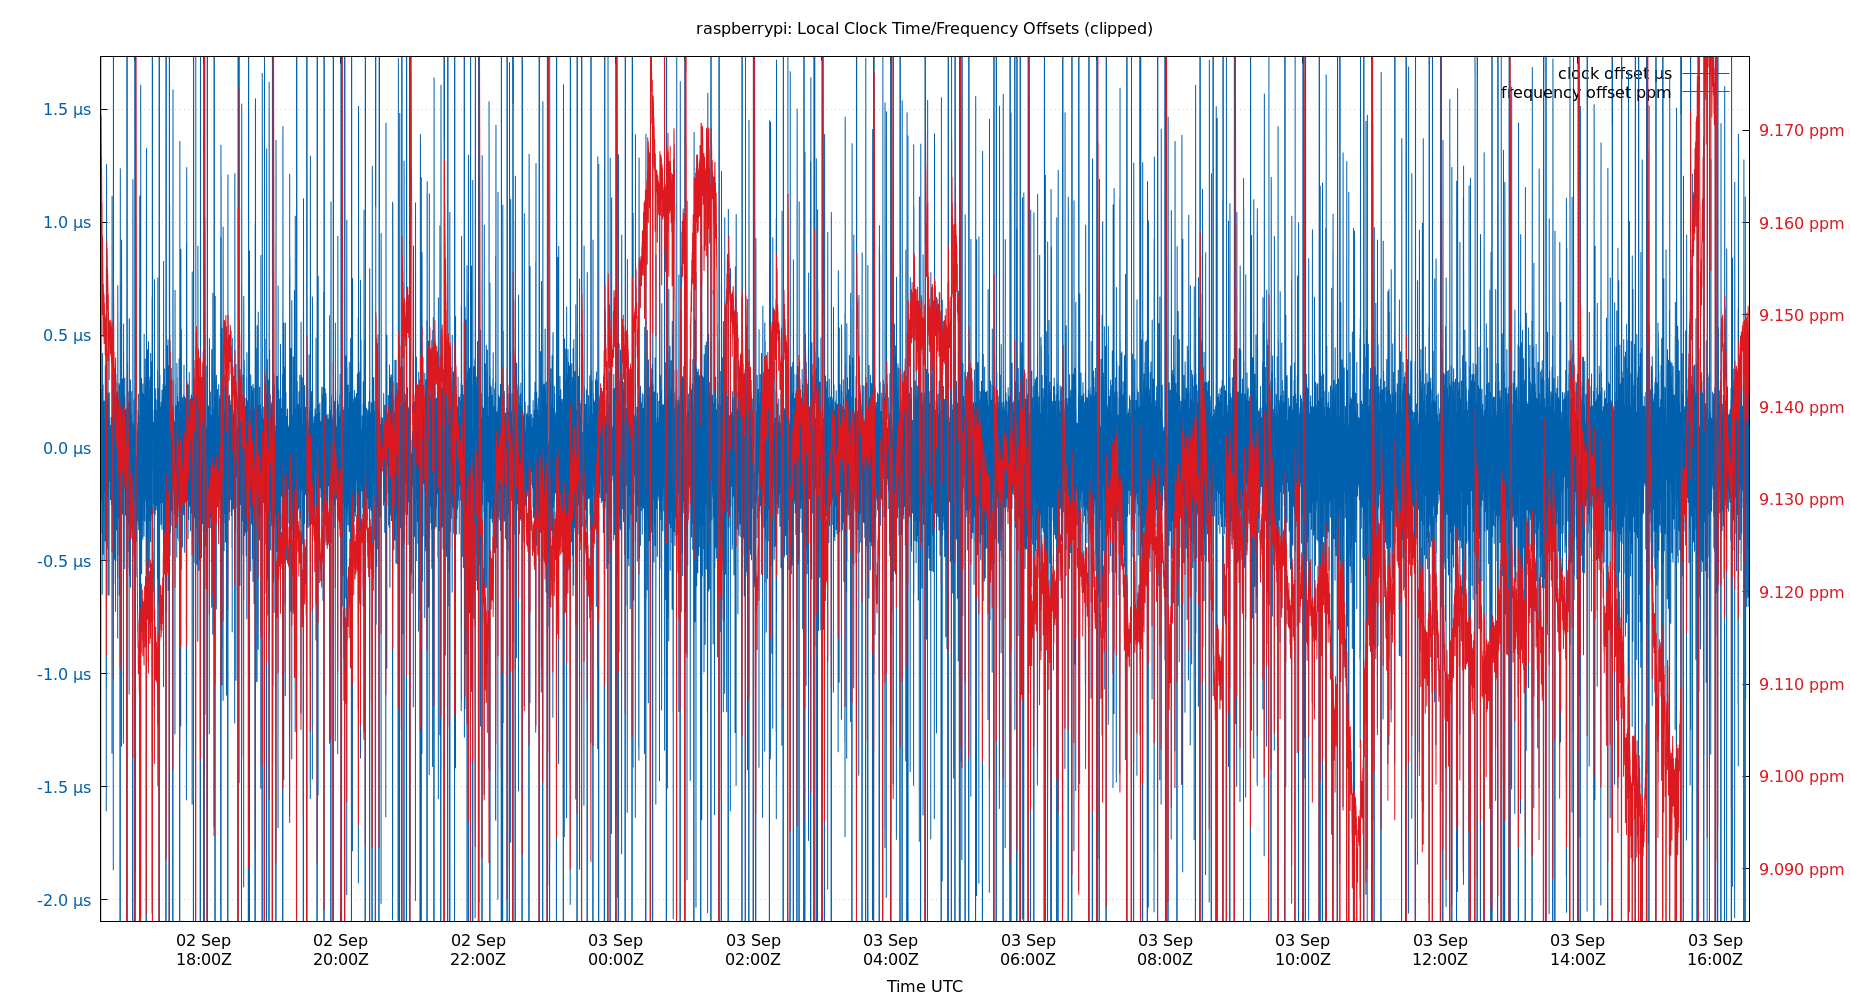 raspberrypi: Local Clock Time/Frequency Offsets (clipped)
clock offset µs
frequency offset ppm
1.5 µs
1.0 µs
0.5 µs
0.0 µs
-0.5 µs
-1.0 µs
-1.5 µs
-2.0 µs
9.170 ppm
9.160 ppm
9.150 ppm
9.140 ppm
9.130 ppm
9.120 ppm
9.110 ppm
9.100 ppm
9.090 ppm
02 Sep
18:00Z
02 Sep
20:00Z
02 Sep
22:00Z
03 Sep
00:00Z
03 Sep
02:00Z
03 Sep
04:00Z
03 Sep
06:00Z
03 Sep
08:00Z
03 Sep
10:00Z
03 Sep
12:00Z
03 Sep
14:00Z
03 Sep
16:00Z
Time UTC